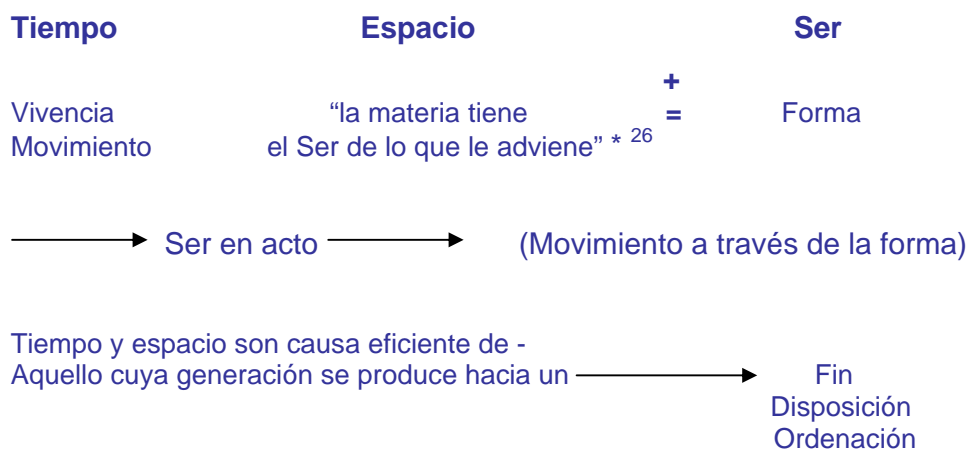 Tiempo Espacio Ser
+
Vivencia “la materia tiene = Forma
Movimiento el Ser de lo que le adviene” * 26
Ser en acto (Movimiento a través de la forma)
Tiempo y espacio son causa eficiente de -
Aquello cuya generación se produce hacia un Fin
Disposición
Ordenación